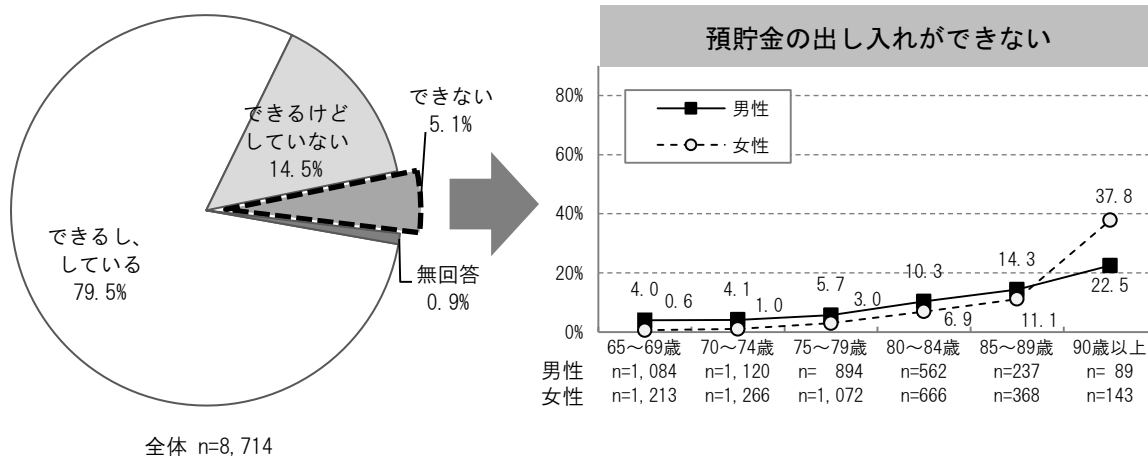 できるし、
している
79.5%
できるけど
していない
14.5%
できない
5.1%
無回答
0.9%
全体 n=8,714
預貯金の出し入れができない
男性
女性
80%
60%
40%
20%
0%
4.0 4.1 5.7 10.3 14.3 22.5
0.6 1.0 3.0 6.9 11.1 37.8
65～69歳 70～74歳 75～79歳 80～84歳 85～89歳 90歳以上
男性 n=1,084 n=1,120 n= 894 n=562 n=237 n= 89
女性 n=1,213 n=1,266 n=1,072 n=666 n=368 n=143